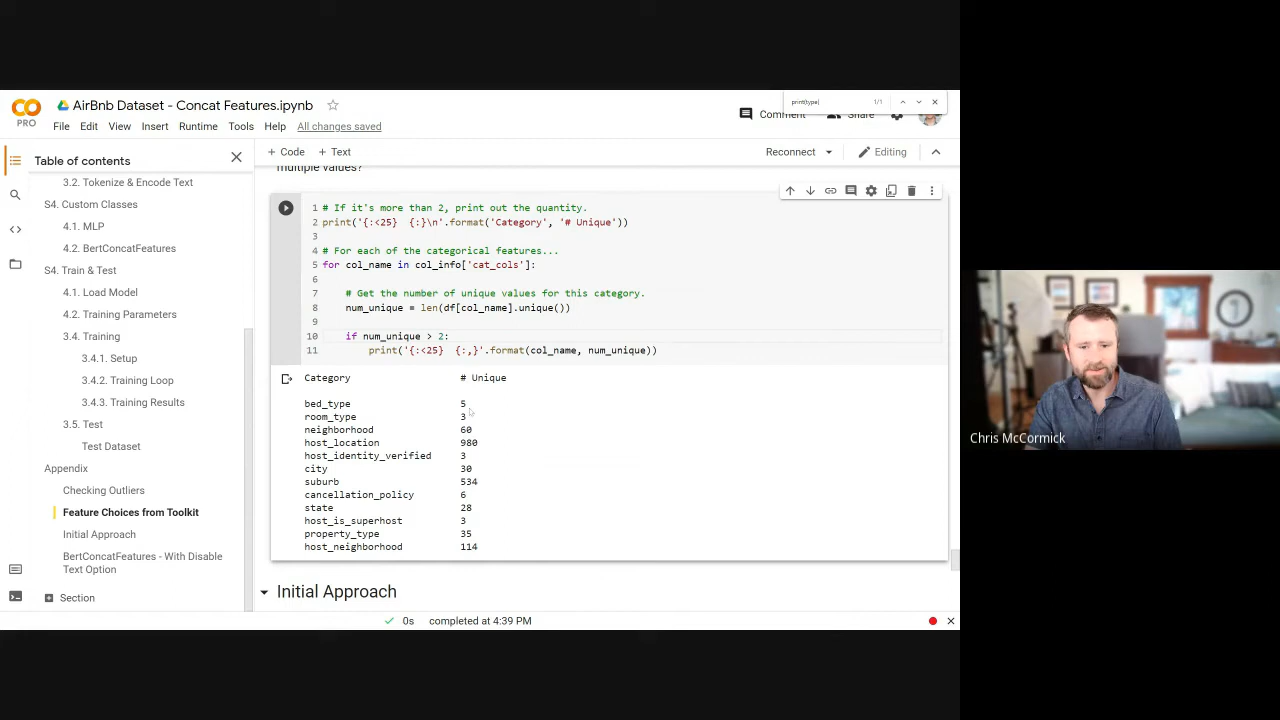 AirBnb Dataset - Concat Features.ipynb
print(type|
1/1
PRO
File Edit View Insert Runtime Tools Help All changes saved
Comment
Share
Table of contents
+ Code + Text
Reconnect
Editing
multiple values?
3.2. Tokenize & Encode Text
S4. Custom Classes
4.1. MLP
4.2. BertConcatFeatures
S4. Train & Test
4.1. Load Model
4.2. Training Parameters
3.4. Training
3.4.1. Setup
3.4.2. Training Loop
3.4.3. Training Results
3.5. Test
Test Dataset
Appendix
Checking Outliers
Feature Choices from Toolkit
Initial Approach
BertConcatFeatures - With Disable
Text Option
Section
1 # If it's more than 2, print out the quantity.
2 print('{:<25}  {:}\n'.format('Category', '# Unique'))
3
4 # For each of the categorical features...
5 for col_name in col_info['cat_cols']:
6
7     # Get the number of unique values for this category.
8     num_unique = len(df[col_name].unique())
9
10     if num_unique > 2:
11         print('{:<25}  {:,}'.format(col_name, num_unique))
Category # Unique
bed_type 5
room_type 3
neighborhood 60
host_location 980
host_identity_verified 3
city 30
suburb 534
cancellation_policy 6
state 28
host_is_superhost 3
property_type 35
host_neighborhood 114
Initial Approach
0s completed at 4:39 PM
Chris McCormick